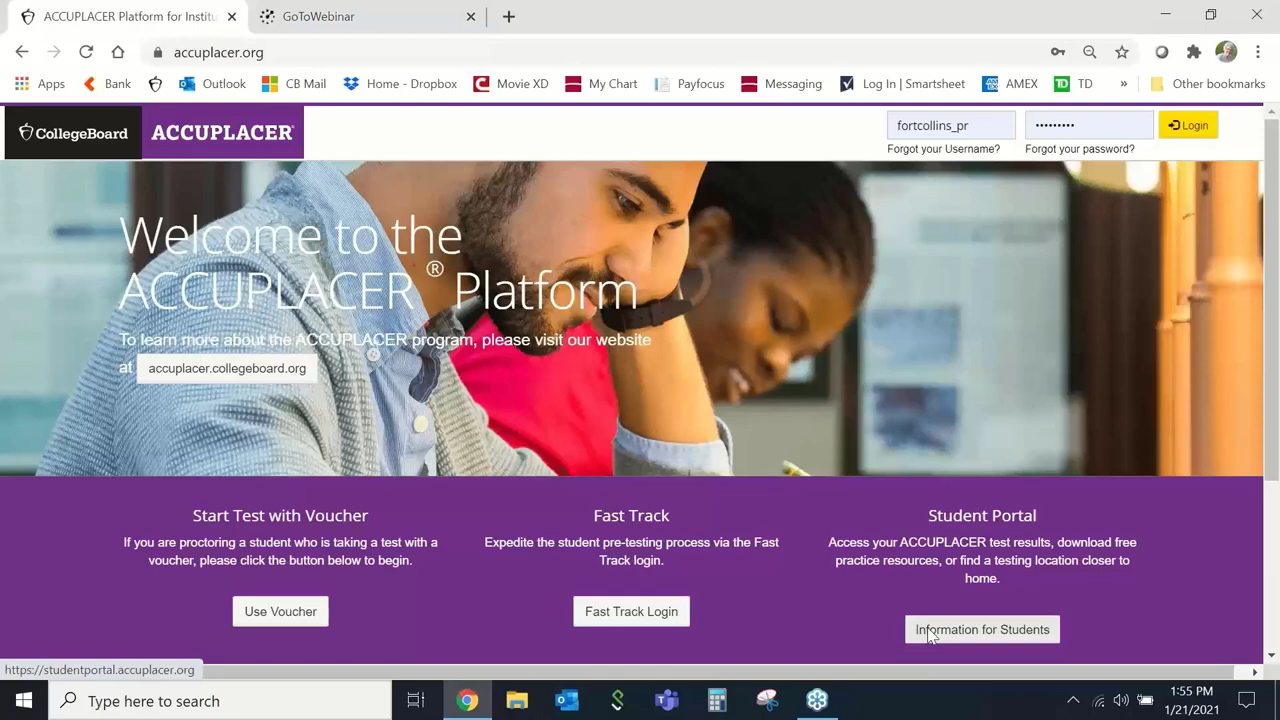 ACCUPLACER Platform for Institu
GoToWebinar
accuplacer.org
Apps
Bank
Outlook
CB Mail
Home - Dropbox
Movie XD
My Chart
Payfocus
Messaging
Log In | Smartsheet
AMEX
TD
»
Other bookmarks
CollegeBoard
ACCUPLACER®
fortcollins_pr
•••••••••
Login
Forgot your Username?
Forgot your password?
Welcome to the
ACCUPLACER ® Platform
To learn more about the ACCUPLACER program, please visit our website
at accuplacer.collegeboard.org
Start Test with Voucher
If you are proctoring a student who is taking a test with a
voucher, please click the button below to begin.
Use Voucher
Fast Track
Expedite the student pre-testing process via the Fast
Track login.
Fast Track Login
Student Portal
Access your ACCUPLACER test results, download free
practice resources, or find a testing location closer to
home.
Information for Students
https://studentportal.accuplacer.org
Type here to search
1:55 PM
1/21/2021